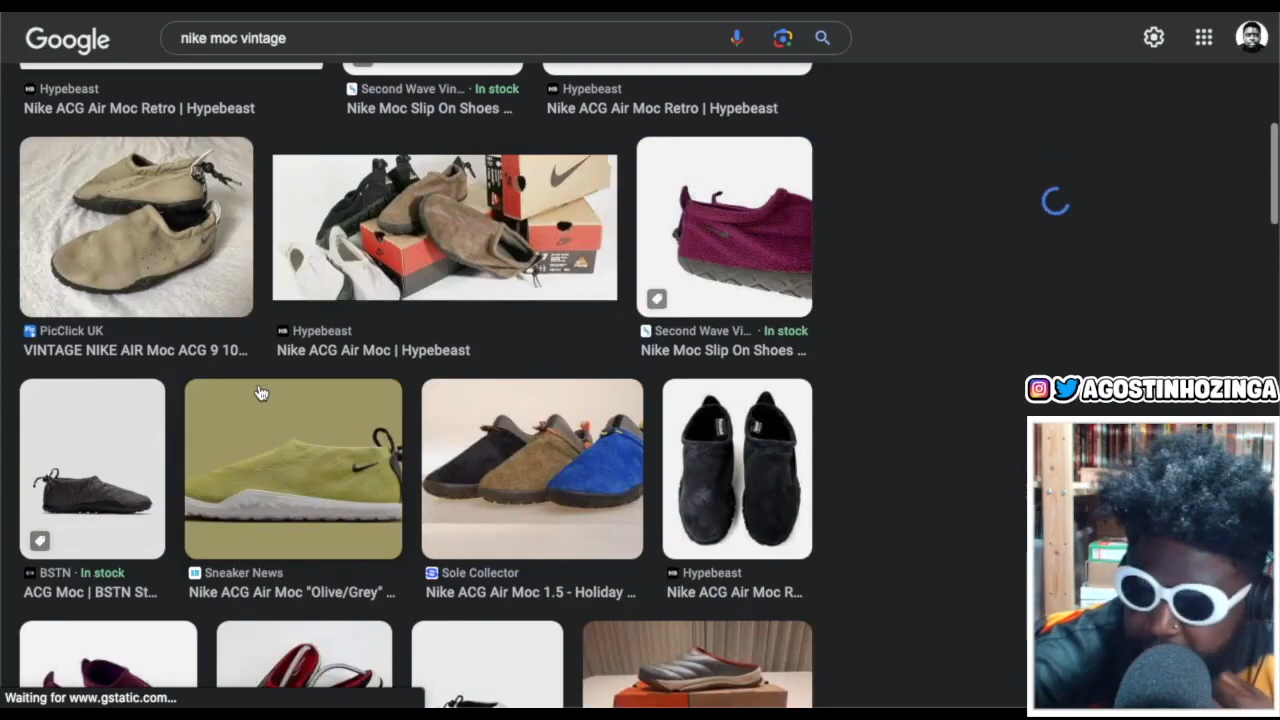 Google
nike moc vintage
Hypebeast
Nike ACG Air Moc Retro | Hypebeast
Second Wave Vin... · In stock
Nike Moc Slip On Shoes ...
Hypebeast
Nike ACG Air Moc Retro | Hypebeast
PicClick UK
VINTAGE NIKE AIR Moc ACG 9 10...
Hypebeast
Nike ACG Air Moc | Hypebeast
Second Wave Vi... · In stock
Nike Moc Slip On Shoes ...
AGOSTINHOZINGA
BSTN · In stock
ACG Moc | BSTN St...
Sneaker News
Nike ACG Air Moc "Olive/Grey" ...
Sole Collector
Nike ACG Air Moc 1.5 - Holiday ...
Hypebeast
Nike ACG Air Moc R...
Waiting for www.gstatic.com...